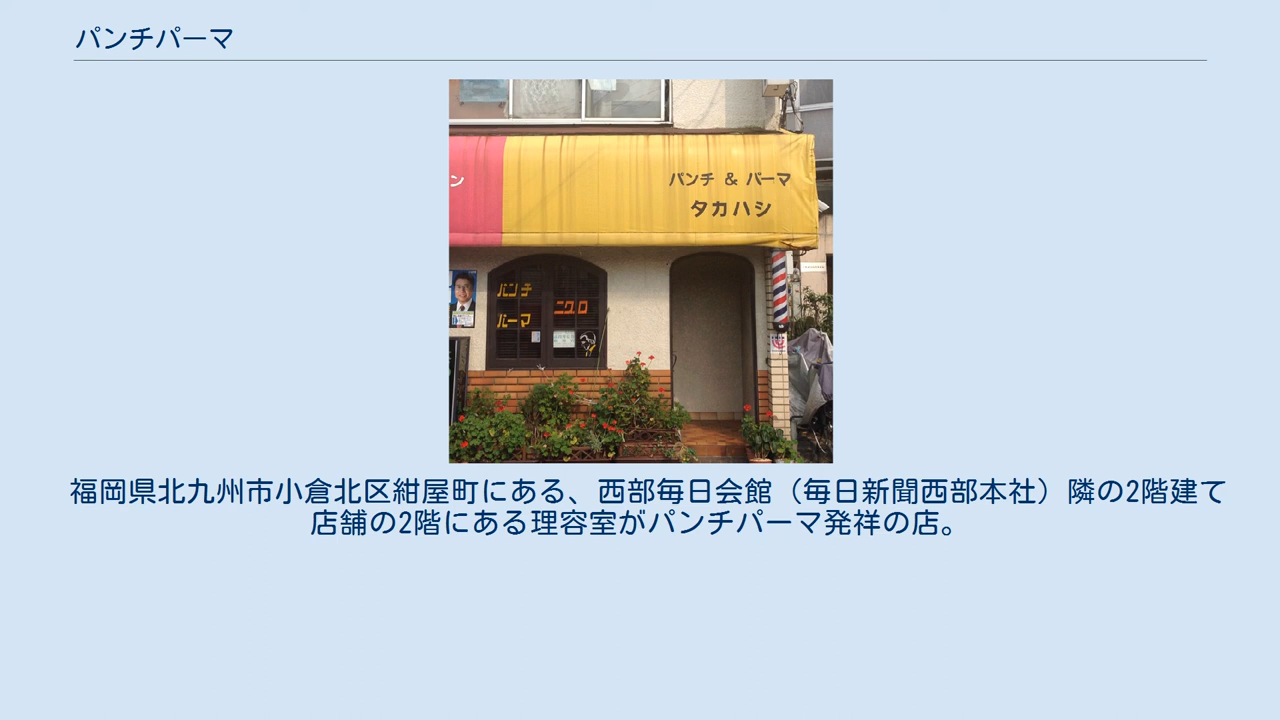 パンチパーマ
ン
パンチ & パーマ
タカハシ
パンチ
ニグロ
パーマ
福岡県北九州市小倉北区紺屋町にある、西部毎日会館（毎日新聞西部本社）隣の2階建て
店舗の2階にある理容室がパンチパーマ発祥の店。